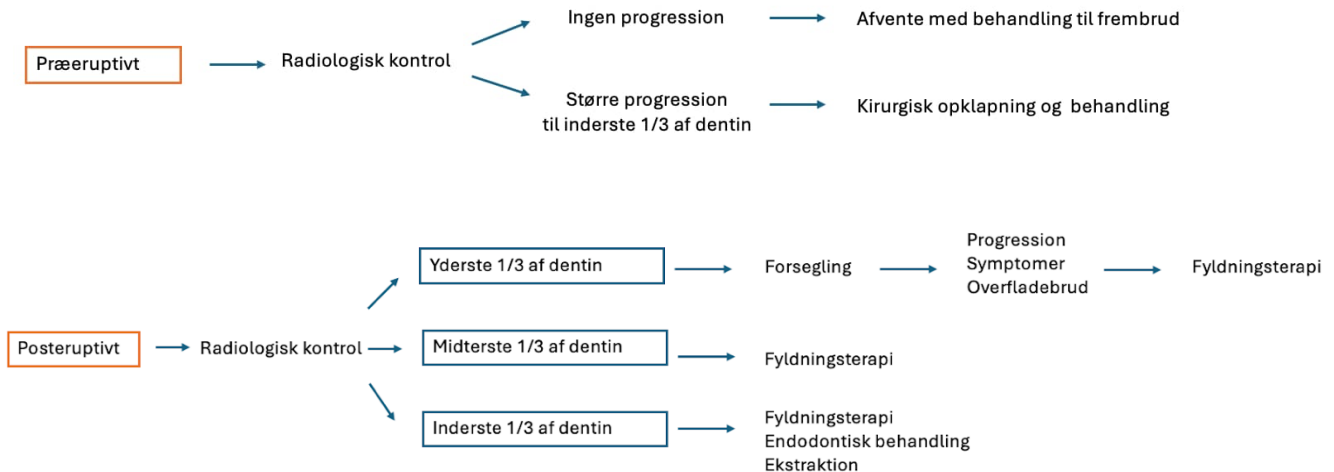 Præeruptivt
Radiologisk kontrol
Ingen progression
Afvente med behandling til frembrud
Større progression
til inderste 1/3 af dentin
Kirurgisk opklapning og behandling
Posteruptivt
Radiologisk kontrol
Yderste 1/3 af dentin
Forsegling
Progression
Symptomer
Overfladebrud
Fyldningsterapi
Midterste 1/3 af dentin
Fyldningsterapi
Inderste 1/3 af dentin
Fyldningsterapi
Endodontisk behandling
Ekstraktion